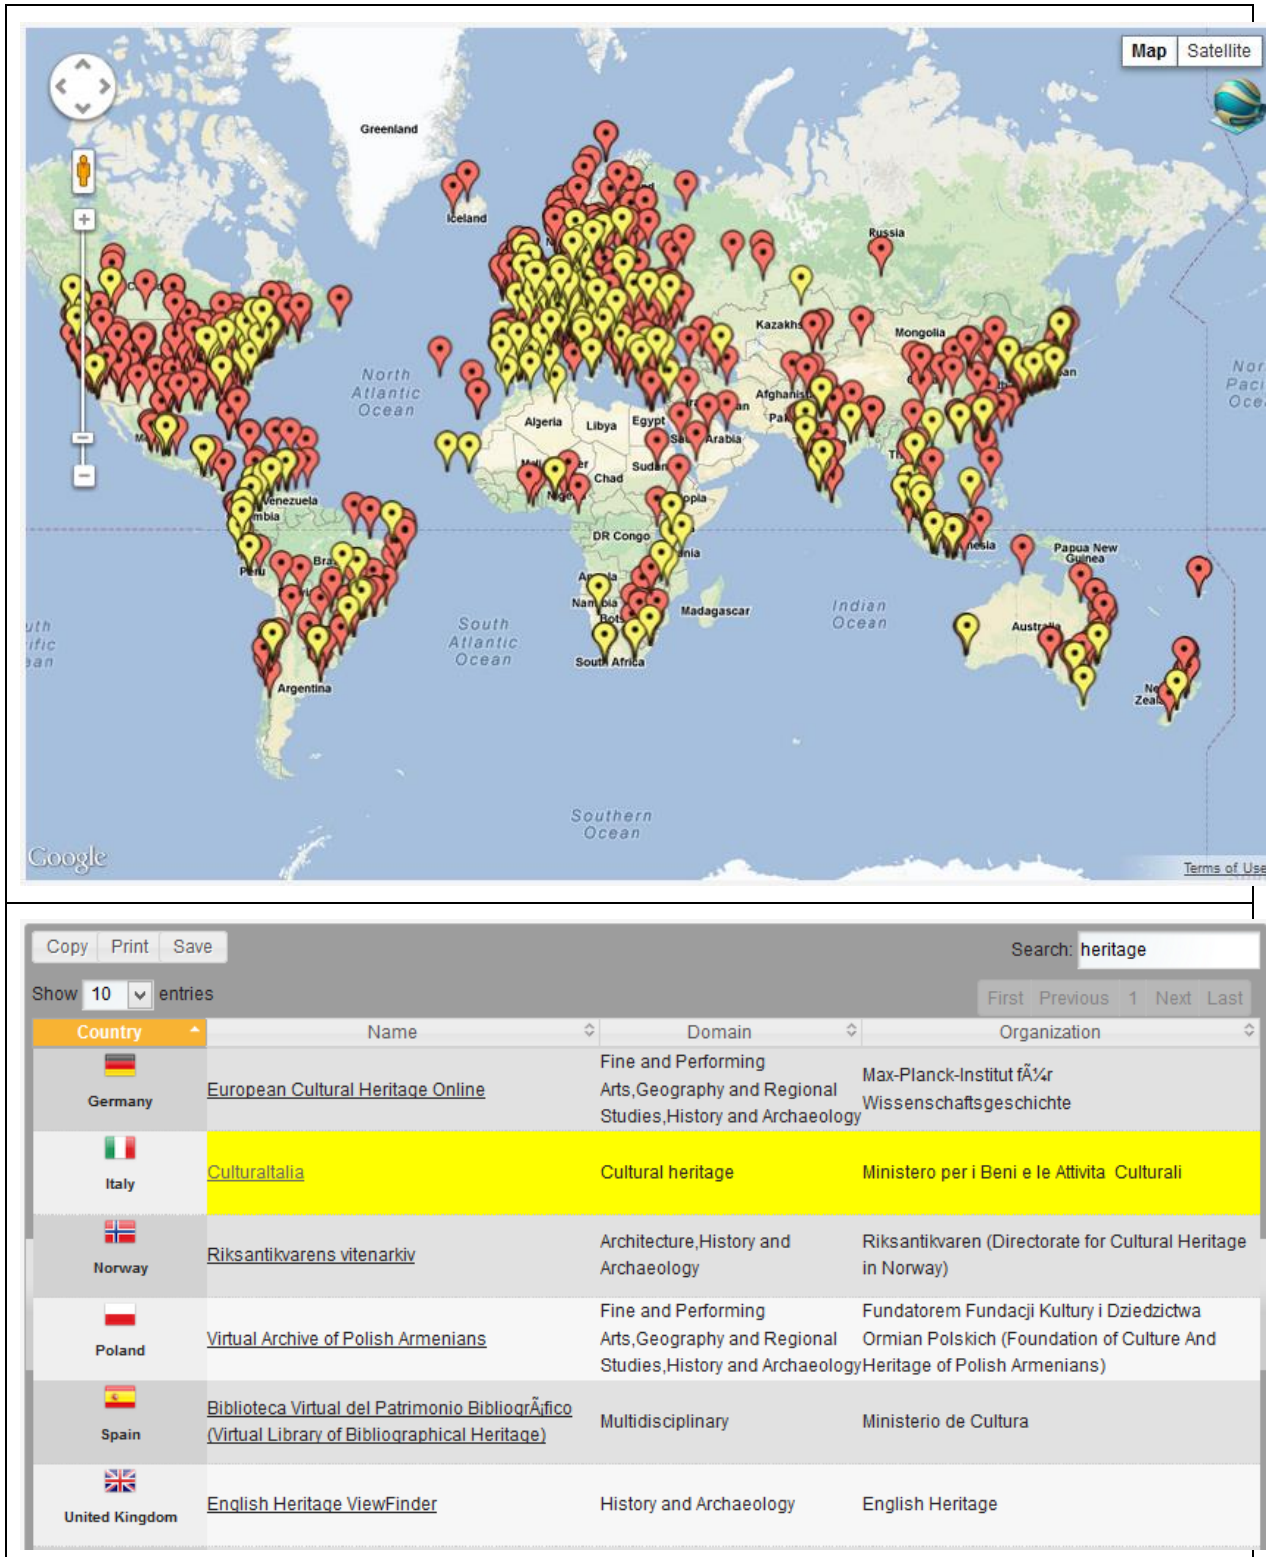 Map Satellite
Greenland
Iceland
Russia
Kazakhs
Mongolia
North
Atlantic
Ocean
Afghanis
Algeria
Libya
Egypt
Arabia
Sudan
Chad
Venezuela
DR Congo
Papua New
Guinea
Peru
Madagascar
Indian
Ocean
South
Atlantic
Ocean
South Africa
Argentina
Southern
Ocean
Google
Terms of Use
Copy Print Save
Search: heritage
Show 10 entries
First Previous 1 Next Last
Country Name Domain Organization
Germany
European Cultural Heritage Online
Fine and Performing
Arts,Geography and Regional
Studies,History and Archaeology
Max-Planck-Institut fÃ¼r
Wissenschaftsgeschichte
Italy
CulturaItalia
Cultural heritage
Ministero per i Beni e le Attivita Culturali
Norway
Riksantikvarens vitenarkiv
Architecture,History and
Archaeology
Riksantikvaren (Directorate for Cultural Heritage
in Norway)
Poland
Virtual Archive of Polish Armenians
Fine and Performing
Arts,Geography and Regional
Studies,History and Archaeology
Fundatorem Fundacji Kultury i Dziedzictwa
Ormian Polskich (Foundation of Culture And
Heritage of Polish Armenians)
Spain
Biblioteca Virtual del Patrimonio BibliogrÃ¡fico
(Virtual Library of Bibliographical Heritage)
Multidisciplinary
Ministerio de Cultura
United Kingdom
English Heritage ViewFinder
History and Archaeology
English Heritage